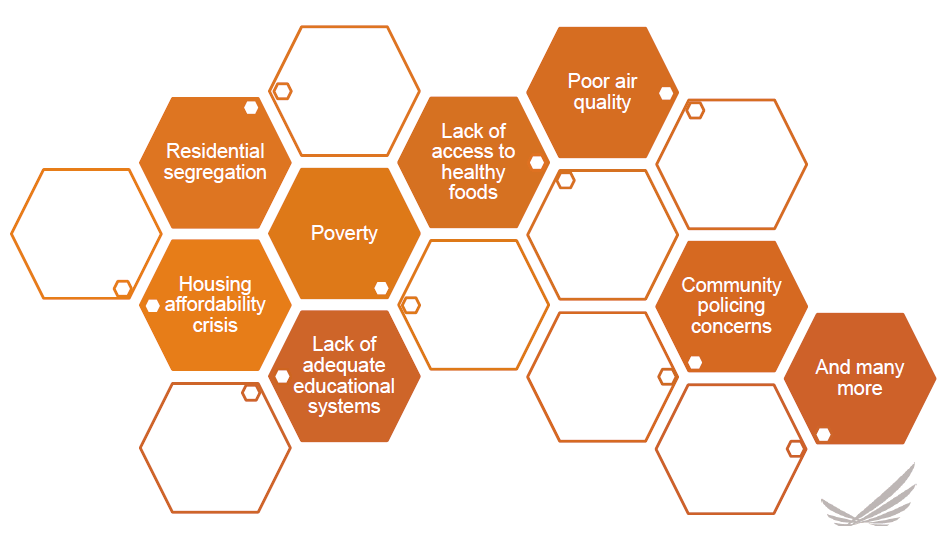 Poor air
quality
Lack of
access to
healthy
foods
Residential
segregation
Poverty
Housing
affordability
crisis
Community
policing
concerns
Lack of
adequate
educational
systems
And many
more